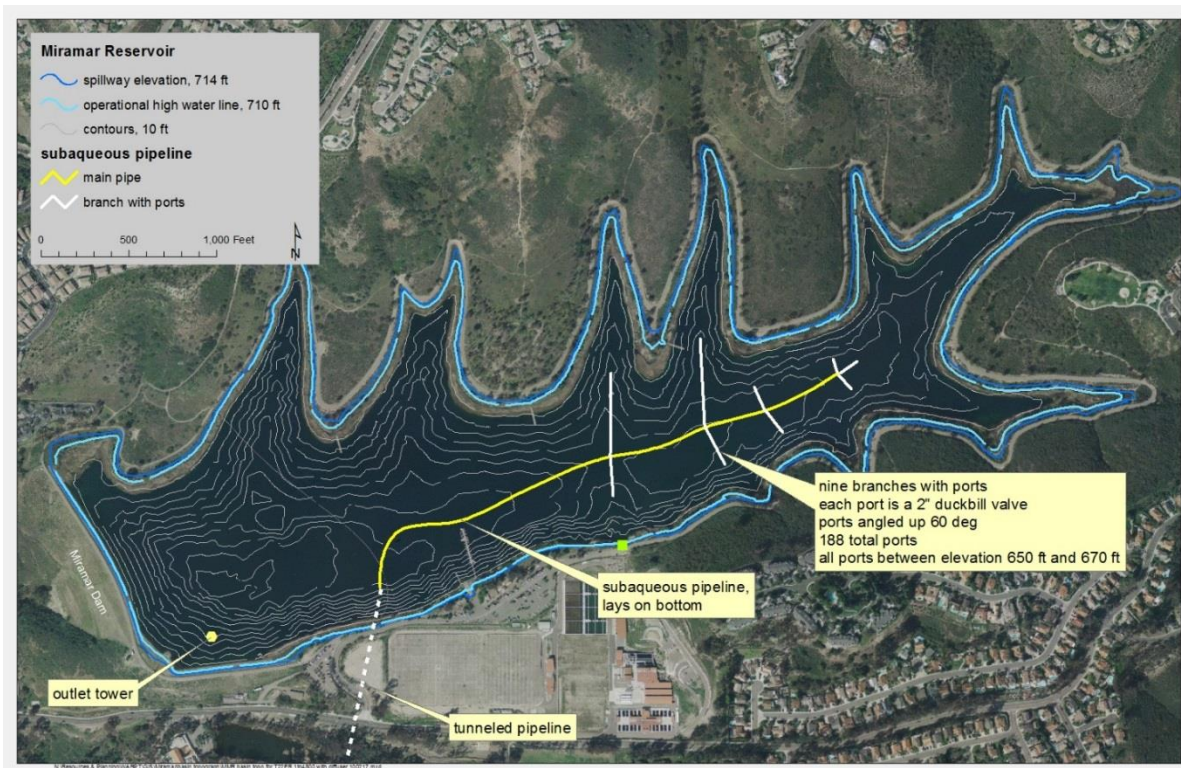 Miramar Reservoir
spillway elevation, 714 ft
operational high water line, 710 ft
contours, 10 ft
subaqueous pipeline
main pipe
branch with ports
0 500 1,000 Feet
N
nine branches with ports
each port is a 2" duckbill valve
ports angled up 60 deg
188 total ports
all ports between elevation 650 ft and 670 ft
Miramar Dam
subaqueous pipeline,
lays on bottom
outlet tower
tunneled pipeline